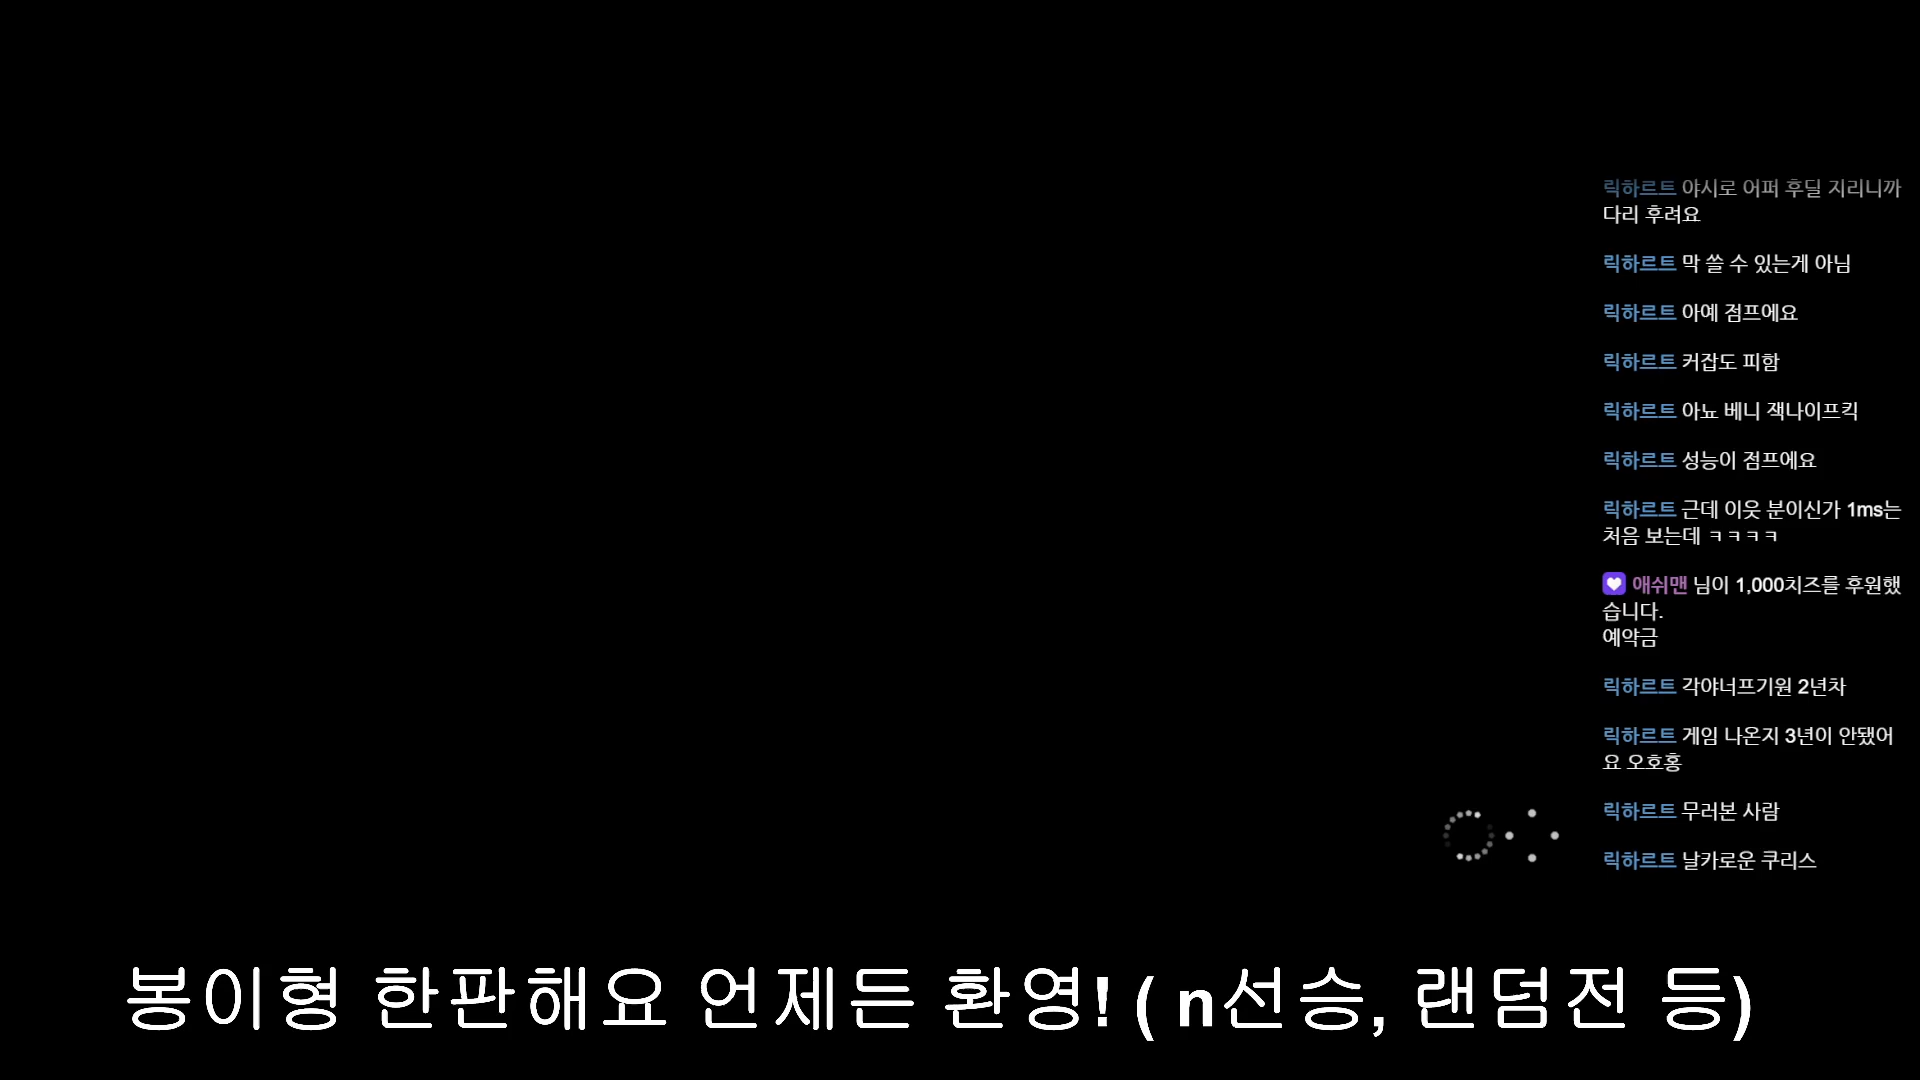 릭하르트 야시로 어퍼 후딜 지리니까
다리 후려요
릭하르트 막 쓸 수 있는게 아님
릭하르트 아예 점프에요
릭하르트 커잡도 피함
릭하르트 아뇨 베니 잭나이프킥
릭하르트 성능이 점프에요
릭하르트 근데 이웃 분이신가 1ms는
처음 보는데 ㅋㅋㅋㅋ
애쉬맨 님이 1,000치즈를 후원했
습니다.
예약금
릭하르트 각야너프기원 2년차
릭하르트 게임 나온지 3년이 안됐어
요 오호홍
릭하르트 무러본 사람
릭하르트 날카로운 쿠리스
봉이형 한판해요 언제든 환영! ( n선승, 랜덤전 등)